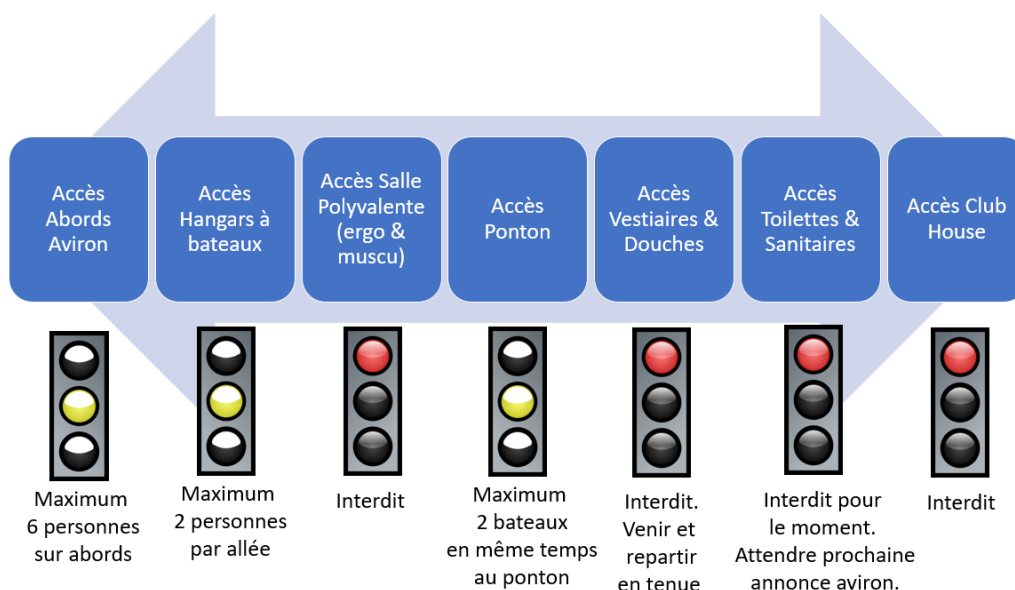 Accès
Abords
Aviron
Accès
Hangars à
bateaux
Accès Salle
Polyvalente
(ergo &
muscu)
Accès
Ponton
Accès
Vestiaires &
Douches
Accès
Toilettes &
Sanitaires
Accès Club
House
Maximum
6 personnes
sur abords
Maximum
2 personnes
par allée
Interdit
Maximum
2 bateaux
en même temps
au ponton
Interdit.
Venir et
repartir
en tenue
Interdit pour
le moment.
Attendre prochaine
annonce aviron.
Interdit